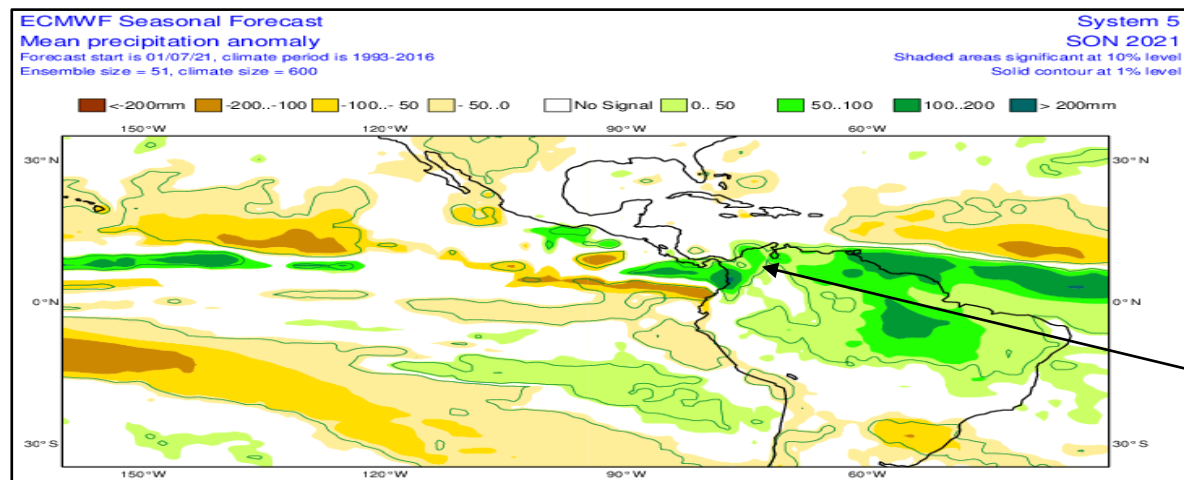 ECMWF Seasonal Forecast System 5
Mean precipitation anomaly SON 2021
Forecast start is 01/07/21, climate period is 1993-2016 Shaded areas significant at 10% level
Ensemble size = 51, climate size = 600 Solid contour at 1% level
<-200mm -200..-100 -100..- 50 - 50..0 No Signal 0.. 50 50..100 100..200 > 200mm
150°W 120°W 90°W 60°W
30°N 30°N
0°N 0°N
30°S 30°S
150°W 120°W 90°W 60°W